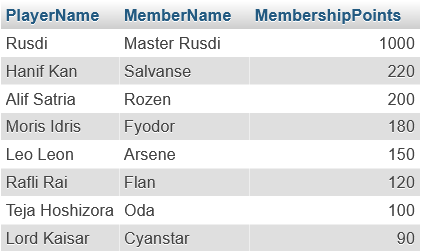 PlayerName MemberName MembershipPoints
Rusdi Master Rusdi 1000
Hanif Kan Salvanse 220
Alif Satria Rozen 200
Moris Idris Fyodor 180
Leo Leon Arsene 150
Rafli Rai Flan 120
Teja Hoshizora Oda 100
Lord Kaisar Cyanstar 90